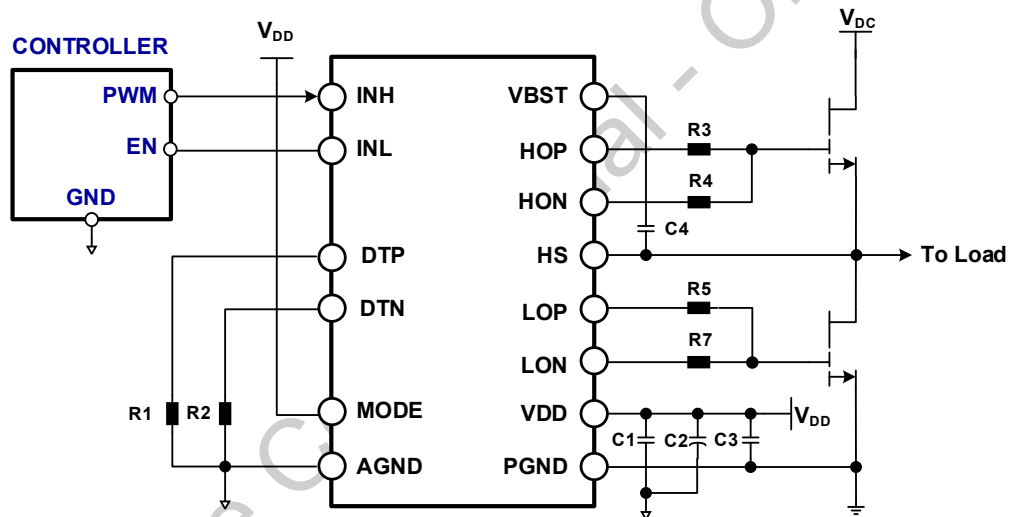 V_DD
V_DC
CONTROLLER
PWM
INH
VBST
R3
EN
INL
HOP
R4
GND
HON
C4
DTP
HS
To Load
DTN
LOP
R5
LON
R7
R1
R2
MODE
VDD
V_DD
C1
C2
C3
AGND
PGND